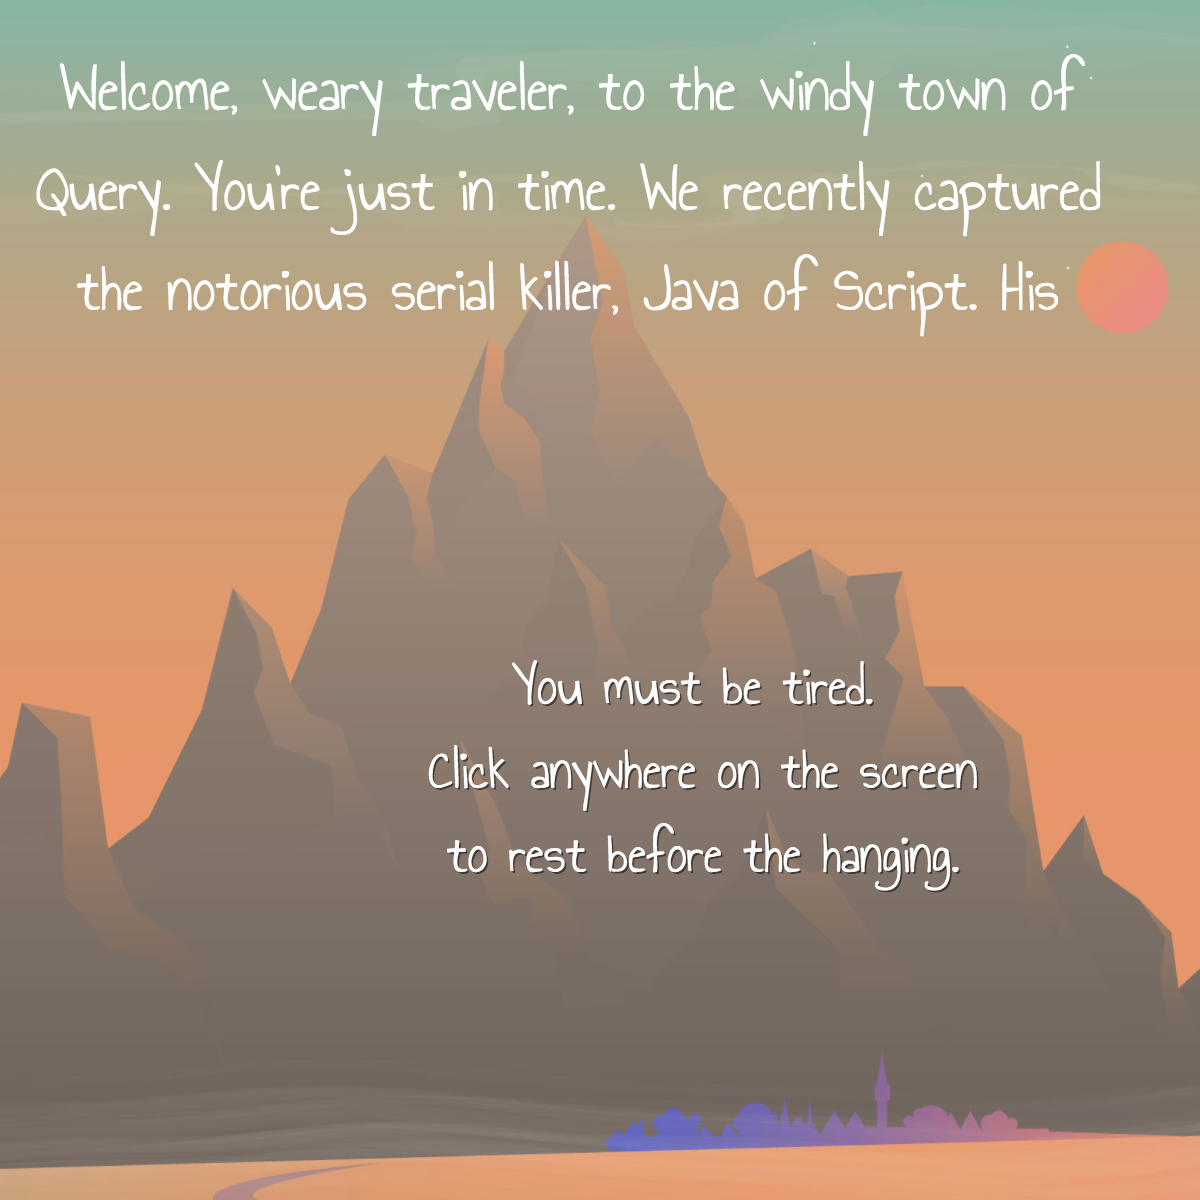 Welcome, weary traveler, to the windy town of
Query. You're just in time. We recently captured
the notorious serial killer, Java of Script. His
You must be tired.
Click anywhere on the screen
to rest before the hanging.